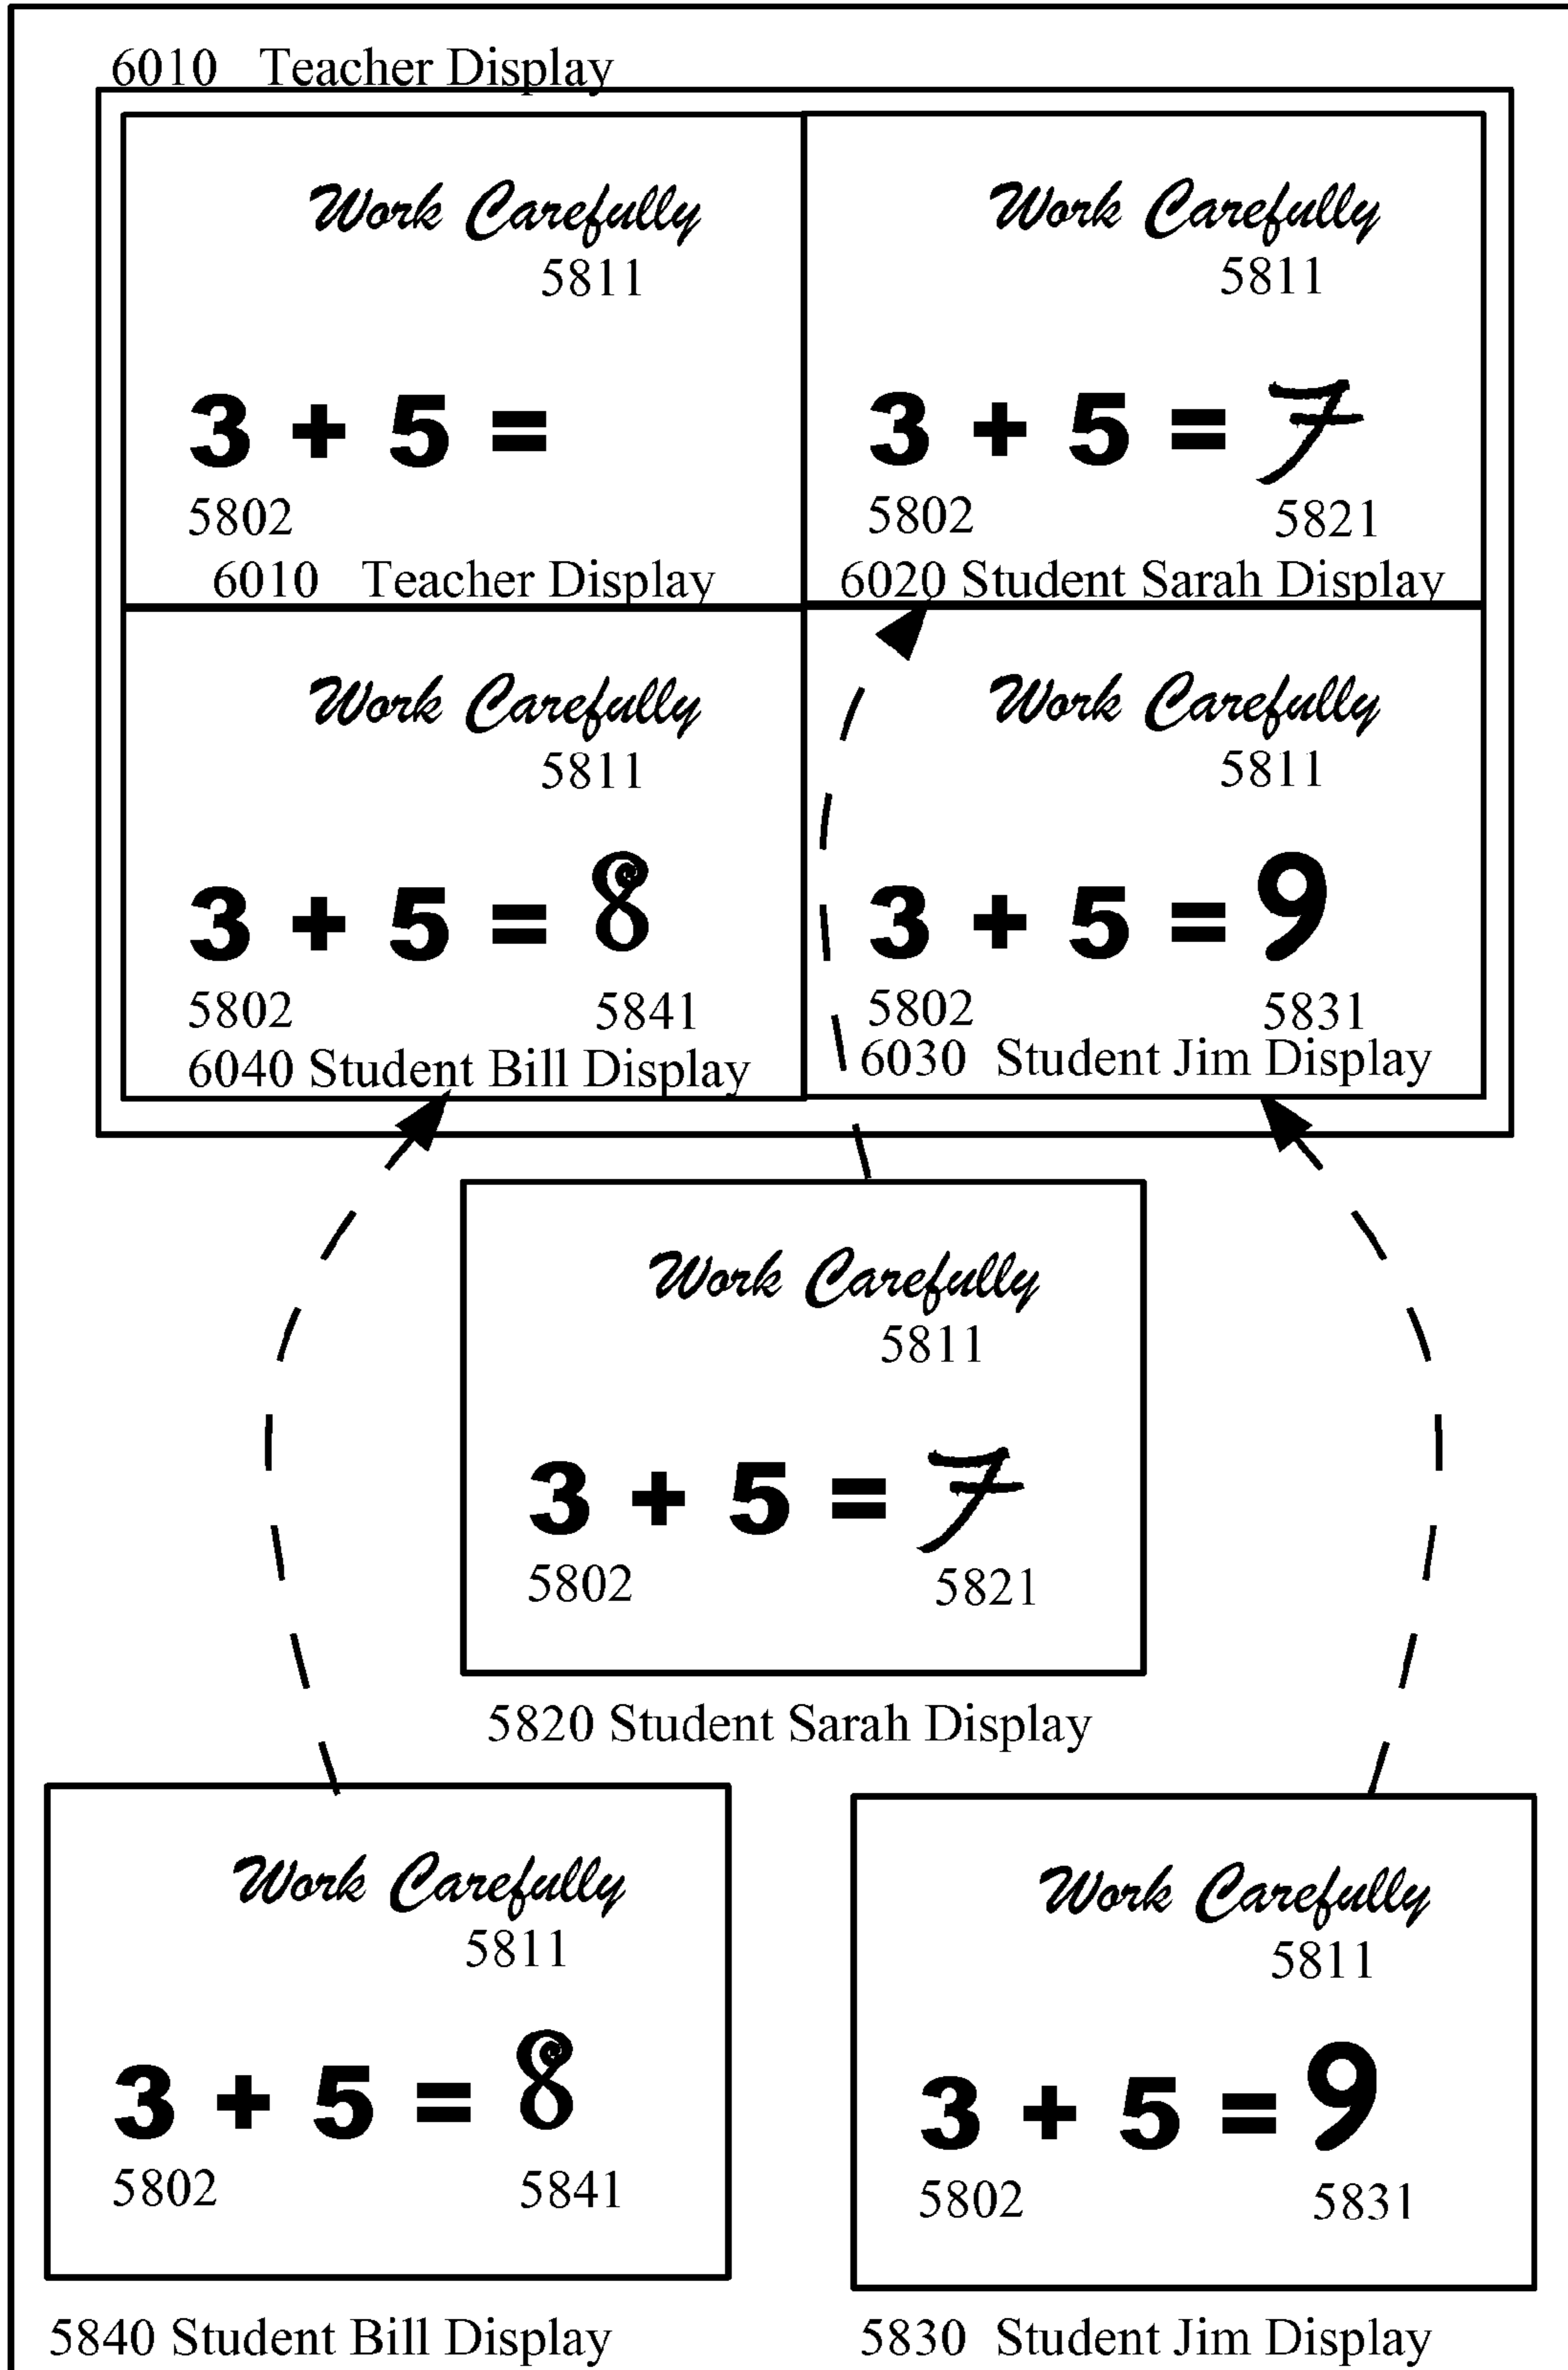 6010 Teacher Display
Work Carefully
5811
3 + 5 =
5802
6010 Teacher Display
Work Carefully
5811
3 + 5 = 7
5802 5821
6020 Student Sarah Display
Work Carefully
5811
3 + 5 = 8
5802 5841
6040 Student Bill Display
Work Carefully
5811
3 + 5 = 9
5802 5831
6030 Student Jim Display
Work Carefully
5811
3 + 5 = 7
5802 5821
5820 Student Sarah Display
Work Carefully
5811
3 + 5 = 8
5802 5841
5840 Student Bill Display
Work Carefully
5811
3 + 5 = 9
5802 5831
5830 Student Jim Display